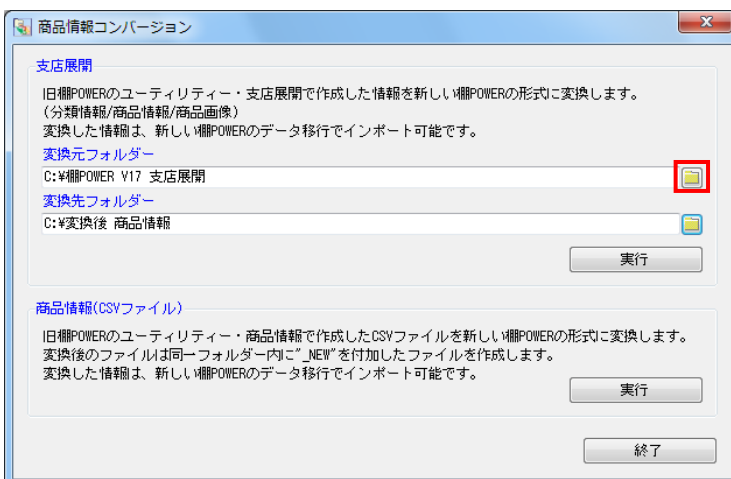 商品情報コンバージョン
支店展開
旧棚POWERのユーティリティー・支店展開で作成した情報を新しい棚POWERの形式に変換します。
(分類情報/商品情報/商品画像)
変換した情報は、新しい棚POWERのデータ移行でインポート可能です。
変換元フォルダー
C:¥棚POWER V17 支店展開
変換先フォルダー
C:¥変換後 商品情報
実行
商品情報(CSVファイル)
旧棚POWERのユーティリティー・商品情報で作成したCSVファイルを新しい棚POWERの形式に変換します。
変換後のファイルは同一フォルダー内に"_NEW"を付加したファイルを作成します。
変換した情報は、新しい棚POWERのデータ移行でインポート可能です。
実行
終了